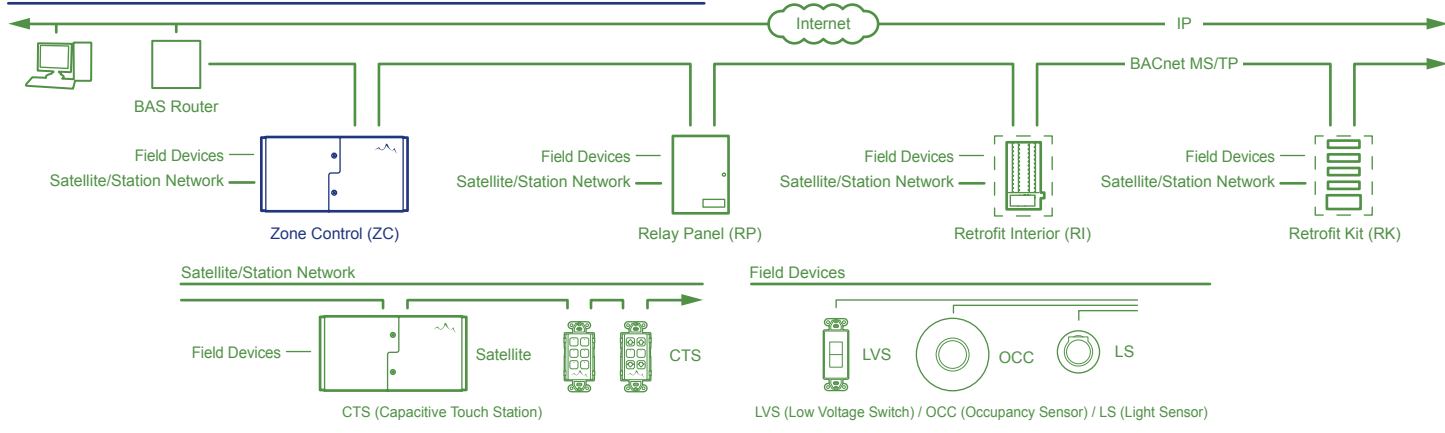 Internet
IP
BACnet MS/TP
BAS Router
Field Devices
Satellite/Station Network
Zone Control (ZC)
Field Devices
Satellite/Station Network
Relay Panel (RP)
Field Devices
Satellite/Station Network
Retrofit Interior (RI)
Field Devices
Satellite/Station Network
Retrofit Kit (RK)
Satellite/Station Network
Field Devices
Satellite
CTS
CTS (Capacitive Touch Station)
Field Devices
LVS
OCC
LS
LVS (Low Voltage Switch) / OCC (Occupancy Sensor) / LS (Light Sensor)